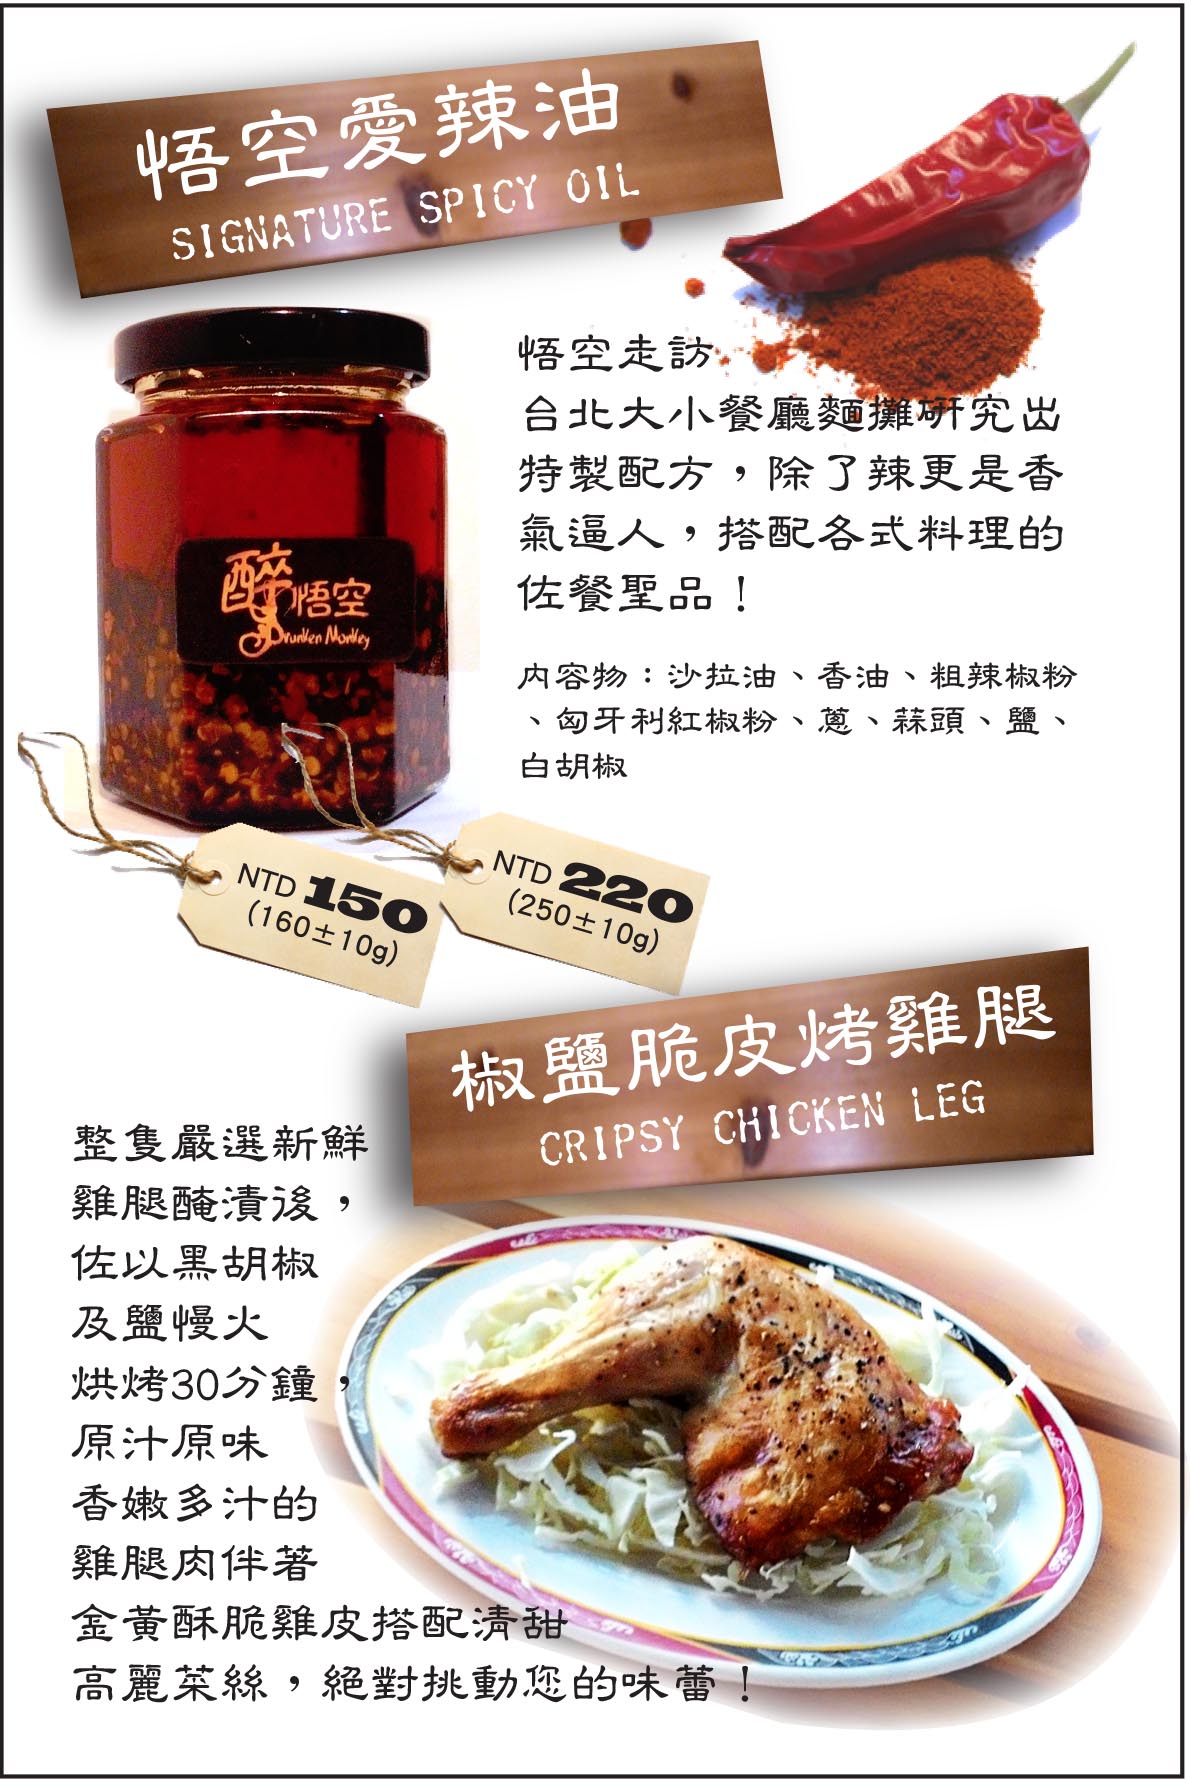 悟空愛辣油
SIGNATURE SPICY OIL
悟空走訪
台北大小餐廳麵攤研究出
特製配方，除了辣更是香
氣逼人，搭配各式料理的
佐餐聖品！
內容物：沙拉油、香油、粗辣椒粉
、匈牙利紅椒粉、蔥、蒜頭、鹽、
白胡椒
醉悟空
Drunken Monkey
NTD 150
(160±10g)
NTD 220
(250±10g)
椒鹽脆皮烤雞腿
CRIPSY CHICKEN LEG
整隻嚴選新鮮
雞腿醃漬後，
佐以黑胡椒
及鹽慢火
烘烤30分鐘，
原汁原味
香嫩多汁的
雞腿肉伴著
金黃酥脆雞皮搭配清甜
高麗菜絲，絕對挑動您的味蕾！